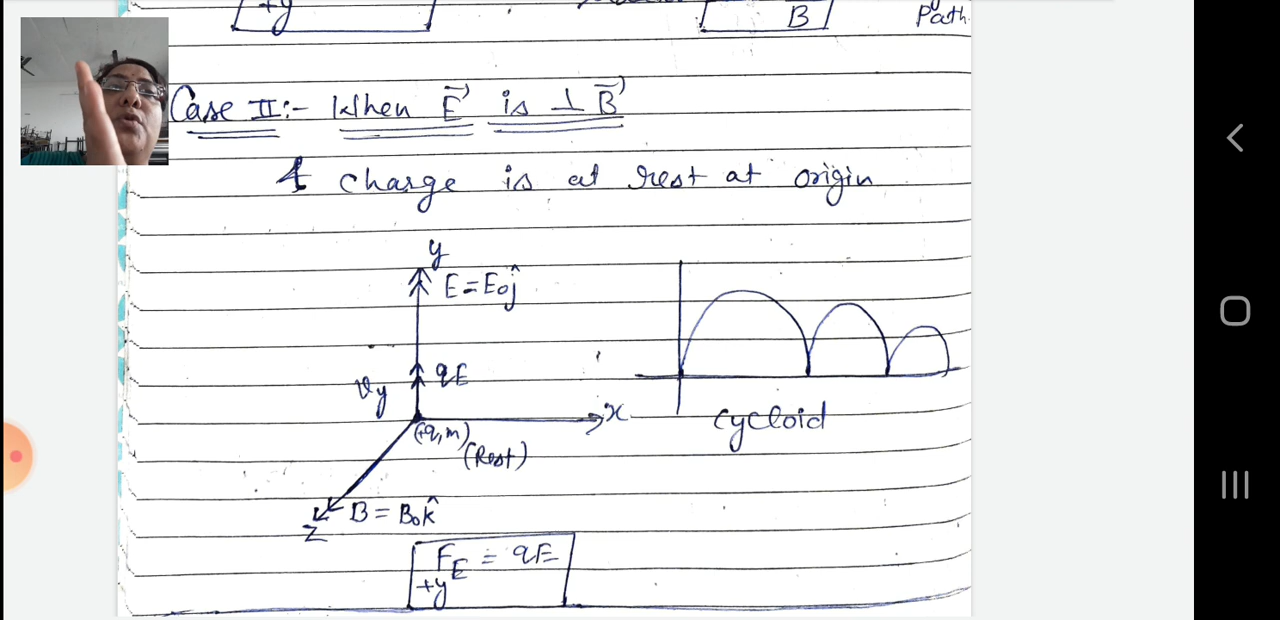 +y
B
Path.
Case II:- When E⃗ is ⊥ B⃗
& charge is at rest at origin
y
E = E₀ĵ
qE
vy
x
(+q, m)
(Rest)
cycloid
B = B₀k̂
z
F_E = qE
+y